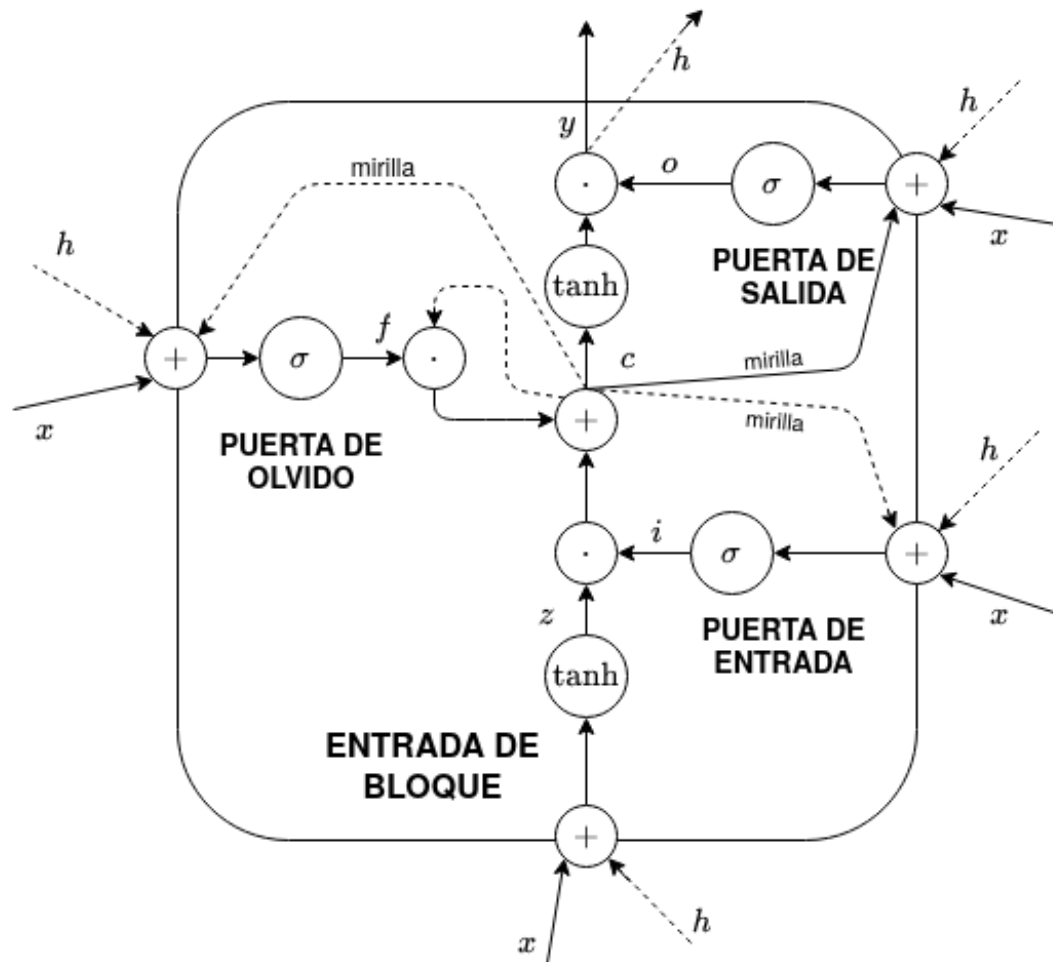 h
h
y
mirilla
o
σ
+
·
x
h
PUERTA DE
SALIDA
tanh
f
+
σ
·
c
mirilla
x
+
mirilla
PUERTA DE
OLVIDO
h
i
·
σ
+
z
x
PUERTA DE
ENTRADA
tanh
ENTRADA DE
BLOQUE
+
x
h